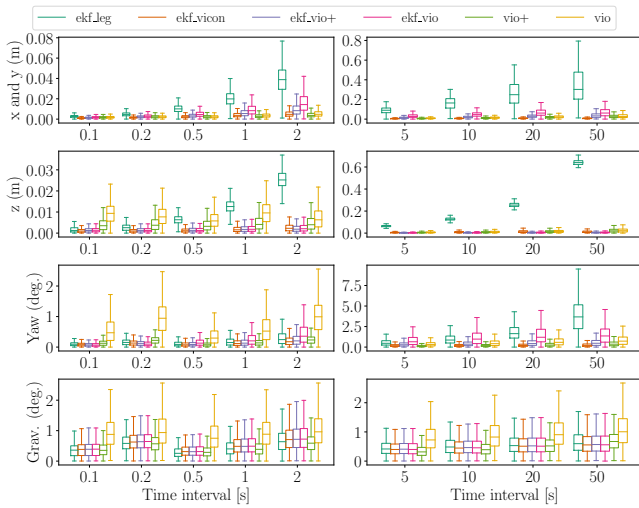 ekf_leg ekf_vicon ekf_vio+ ekf_vio vio+ vio
x and y (m)
0.08
0.06
0.04
0.02
0.00
0.1 0.2 0.5 1 2
0.8
0.6
0.4
0.2
0.0
5 10 20 50
z (m)
0.03
0.02
0.01
0.00
0.1 0.2 0.5 1 2
0.6
0.4
0.2
0.0
5 10 20 50
Yaw (deg.)
2
1
0
0.1 0.2 0.5 1 2
7.5
5.0
2.5
0.0
5 10 20 50
Grav. (deg.)
2
1
0
0.1 0.2 0.5 1 2
Time interval [s]
2
1
0
5 10 20 50
Time interval [s]